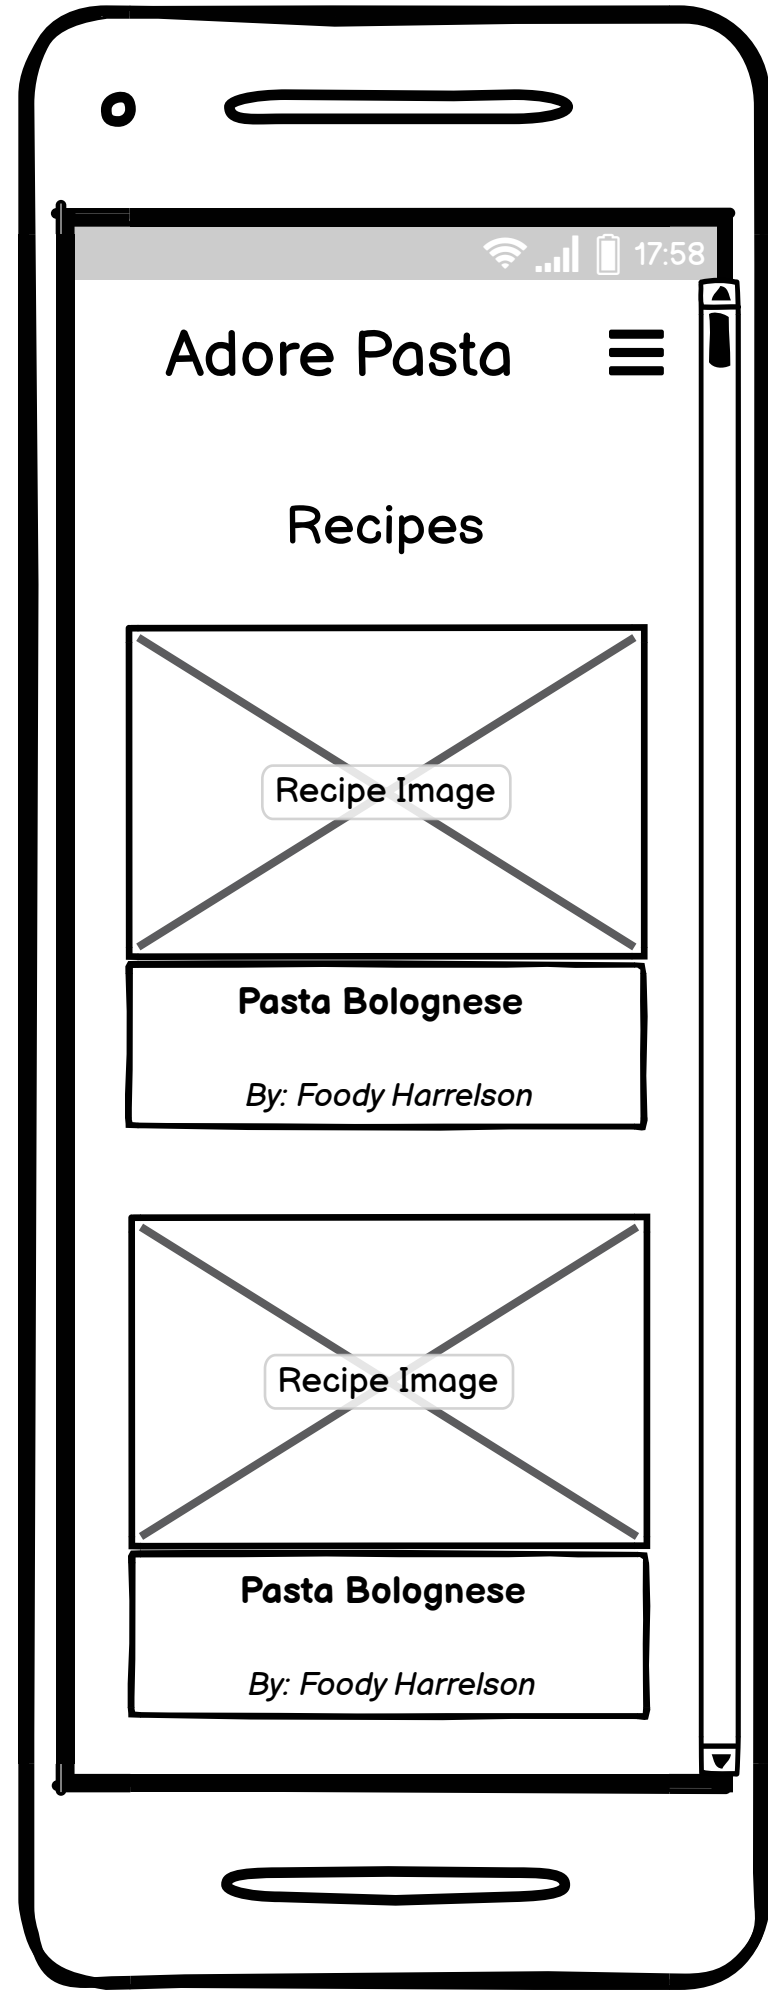 17:58
Adore Pasta
Recipes
Recipe Image
Pasta Bolognese
By: Foody Harrelson
Recipe Image
Pasta Bolognese
By: Foody Harrelson